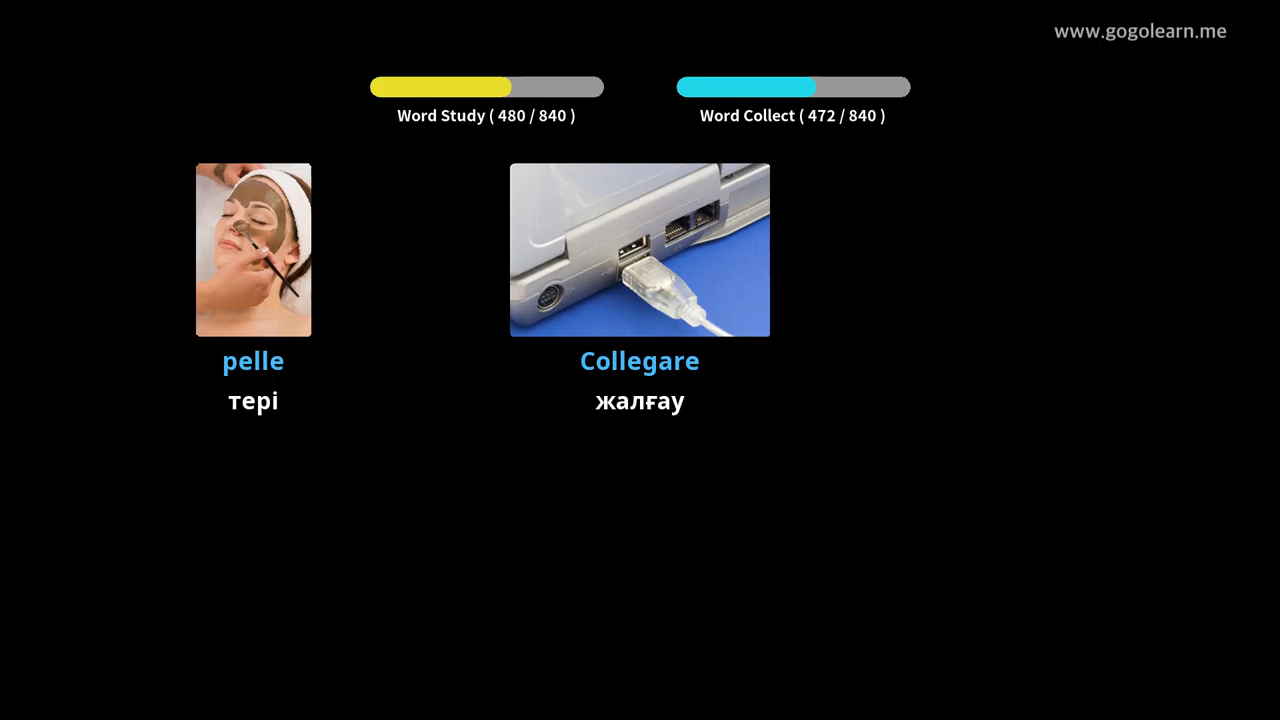 www.gogolearn.me
Word Study ( 480 / 840 )
Word Collect ( 472 / 840 )
pelle
тері
Collegare
жалғау